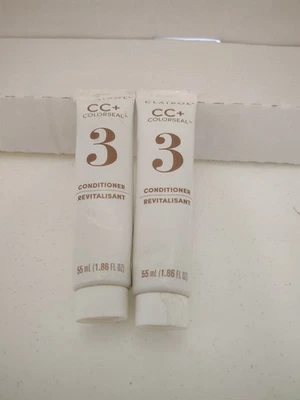 CC+
COLORSEAL
3
CONDITIONER
REVITALISANT
55 ml (1.86 FL OZ)
CLAIROL
CC+
COLORSEAL
3
CONDITIONER
REVITALISANT
55 ml (1.86 FL OZ)